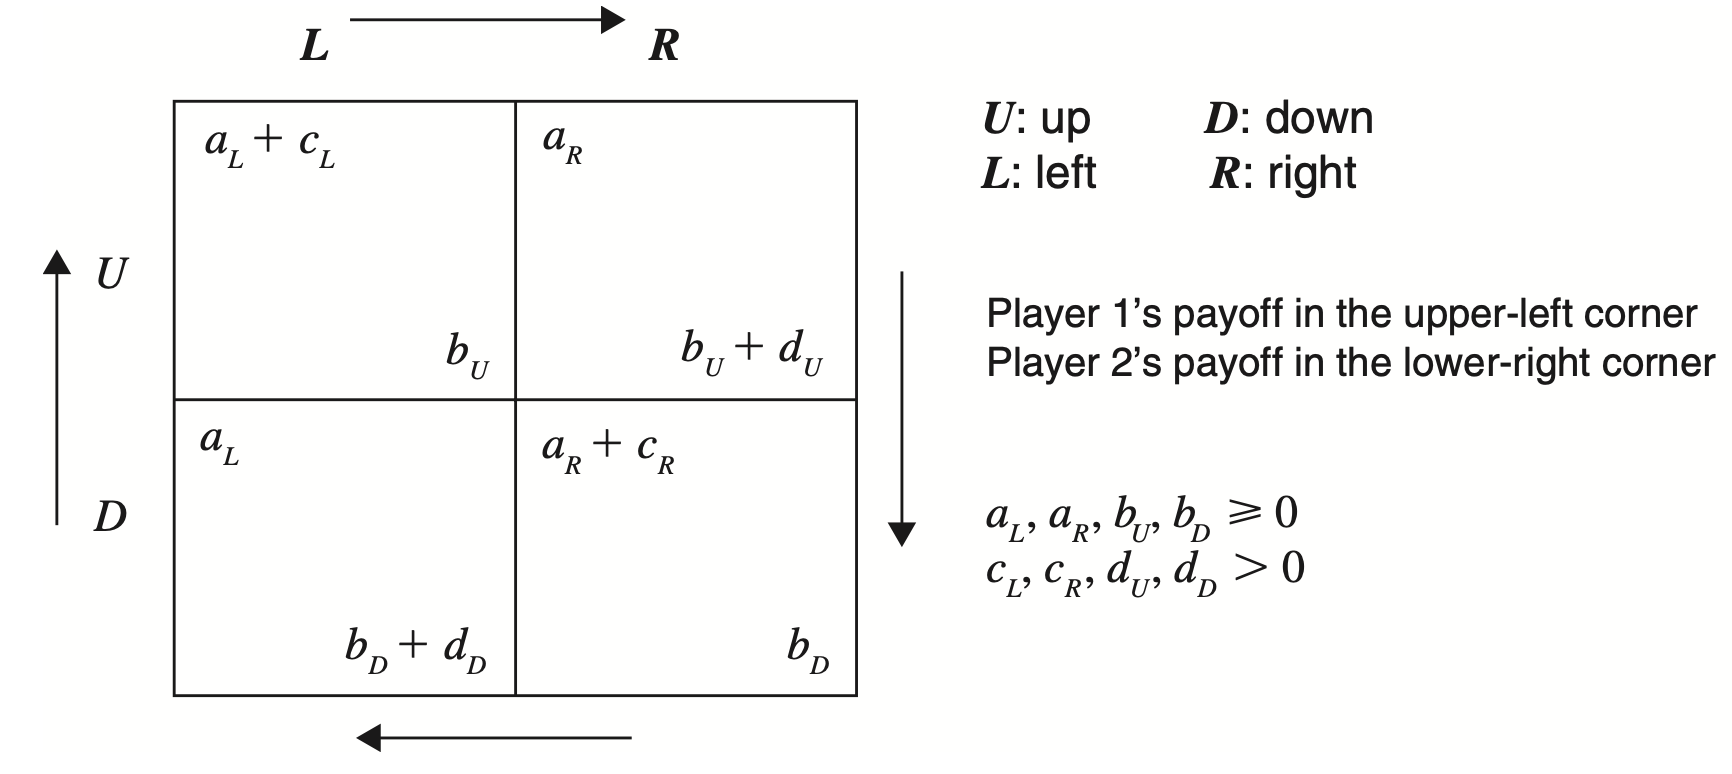 L R
a_L + c_L a_R
U: up D: down
L: left R: right
U
b_U b_U + d_U
Player 1’s payoff in the upper-left corner
Player 2’s payoff in the lower-right corner
a_L a_R + c_R
D
a_L, a_R, b_U, b_D ⩾ 0
c_L, c_R, d_U, d_D > 0
b_D + d_D b_D